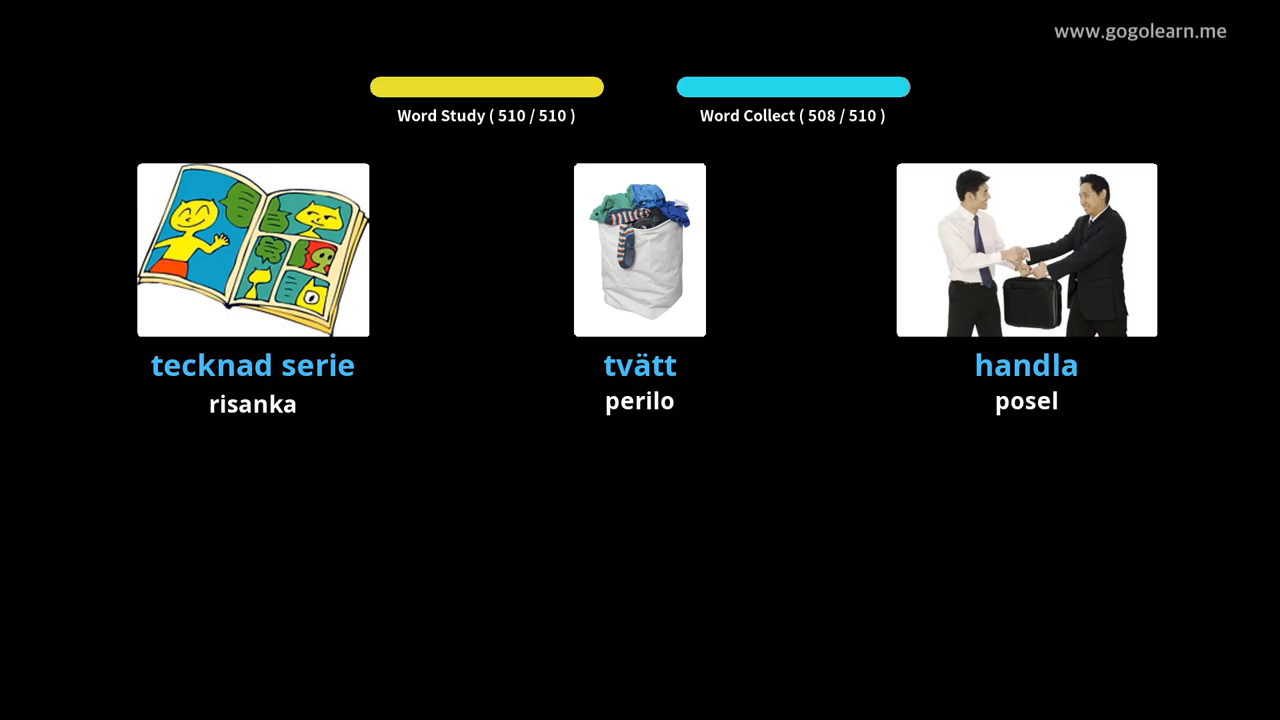 www.gogolearn.me
Word Study ( 510 / 510 )
Word Collect ( 508 / 510 )
tecknad serie
risanka
tvätt
perilo
handla
posel